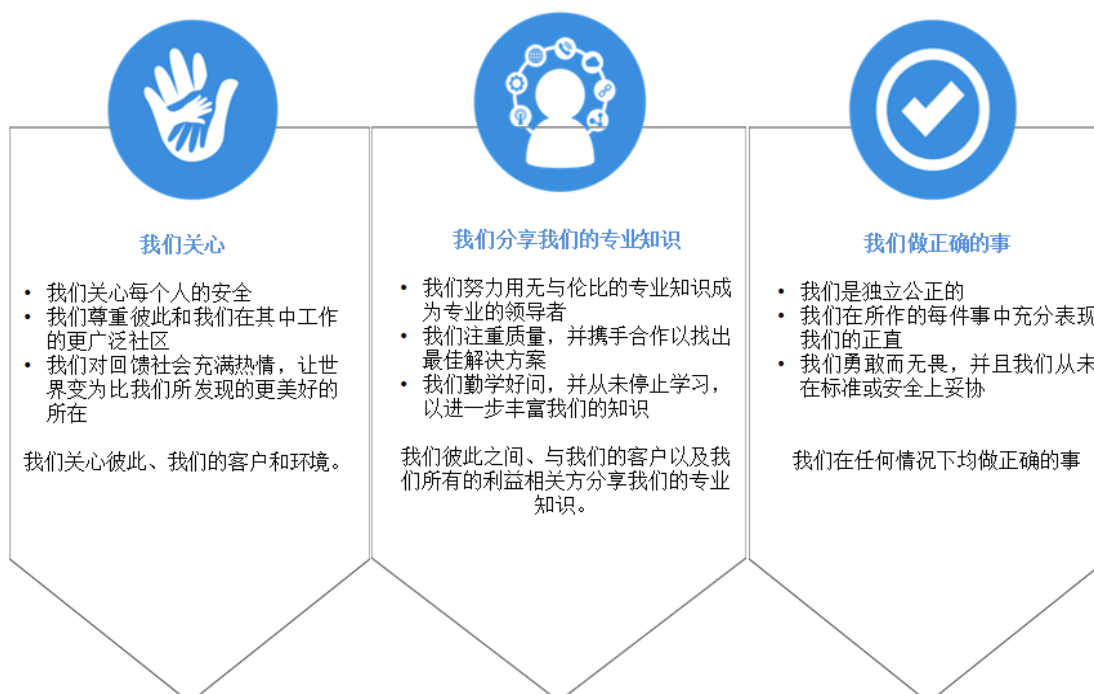 我们关心
• 我们关心每个人的安全
• 我们尊重彼此和我们在其中工作
的更广泛社区
• 我们对回馈社会充满热情，让世
界变为比我们所发现的更美好的
所在
我们关心彼此、我们的客户和环境。
我们分享我们的专业知识
• 我们努力用无与伦比的专业知识成
为专业的领导者
• 我们注重质量，并携手合作以找出
最佳解决方案
• 我们勤学好问，并从未停止学习，
以进一步丰富我们的知识
我们彼此之间、与我们的客户以及我
们所有的利益相关方分享我们的专业
知识。
我们做正确的事
• 我们是独立公正的
• 我们在所作的每件事中充分表现
我们的正直
• 我们勇敢而无畏，并且我们从未
在标准或安全上妥协
我们在任何情况下均做正确的事